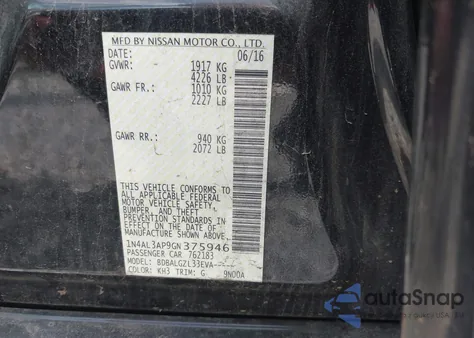 MFD BY NISSAN MOTOR CO., LTD.
DATE: 06/16
GVWR: 1917 KG
4226 LB
GAWR FR.: 1010 KG
2227 LB
GAWR RR.: 940 KG
2072 LB
THIS VEHICLE CONFORMS TO
ALL APPLICABLE FEDERAL
MOTOR VEHICLE SAFETY,
BUMPER, AND THEFT
PREVENTION STANDARDS
IN EFFECT ON THE DATE OF
MANUFACTURE SHOWN ABOVE.
1N4AL3AP9GN375946
PASSENGER CAR 762183
MODEL: BDBALGZL33EVA-----
COLOR: KH3 TRIM: G 9N00A
autoSnap